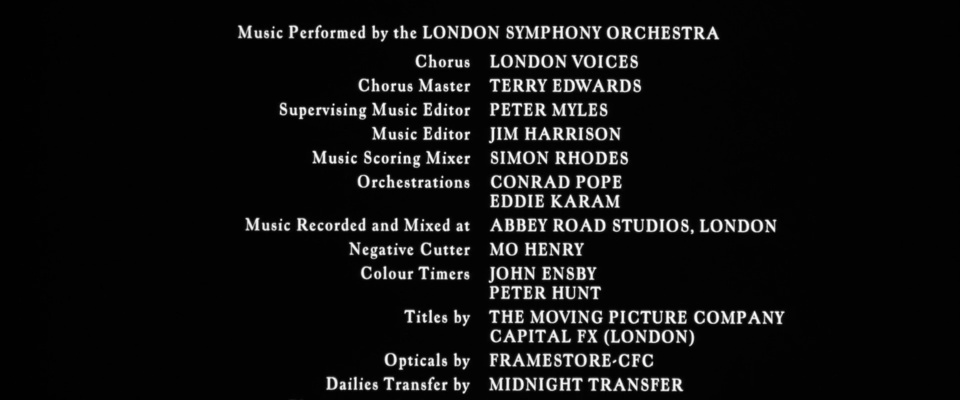 Music Performed by the LONDON SYMPHONY ORCHESTRA
Chorus LONDON VOICES
Chorus Master TERRY EDWARDS
Supervising Music Editor PETER MYLES
Music Editor JIM HARRISON
Music Scoring Mixer SIMON RHODES
Orchestrations CONRAD POPE
EDDIE KARAM
Music Recorded and Mixed at ABBEY ROAD STUDIOS, LONDON
Negative Cutter MO HENRY
Colour Timers JOHN ENSBY
PETER HUNT
Titles by THE MOVING PICTURE COMPANY
CAPITAL FX (LONDON)
Opticals by FRAMESTORE-CFC
Dailies Transfer by MIDNIGHT TRANSFER